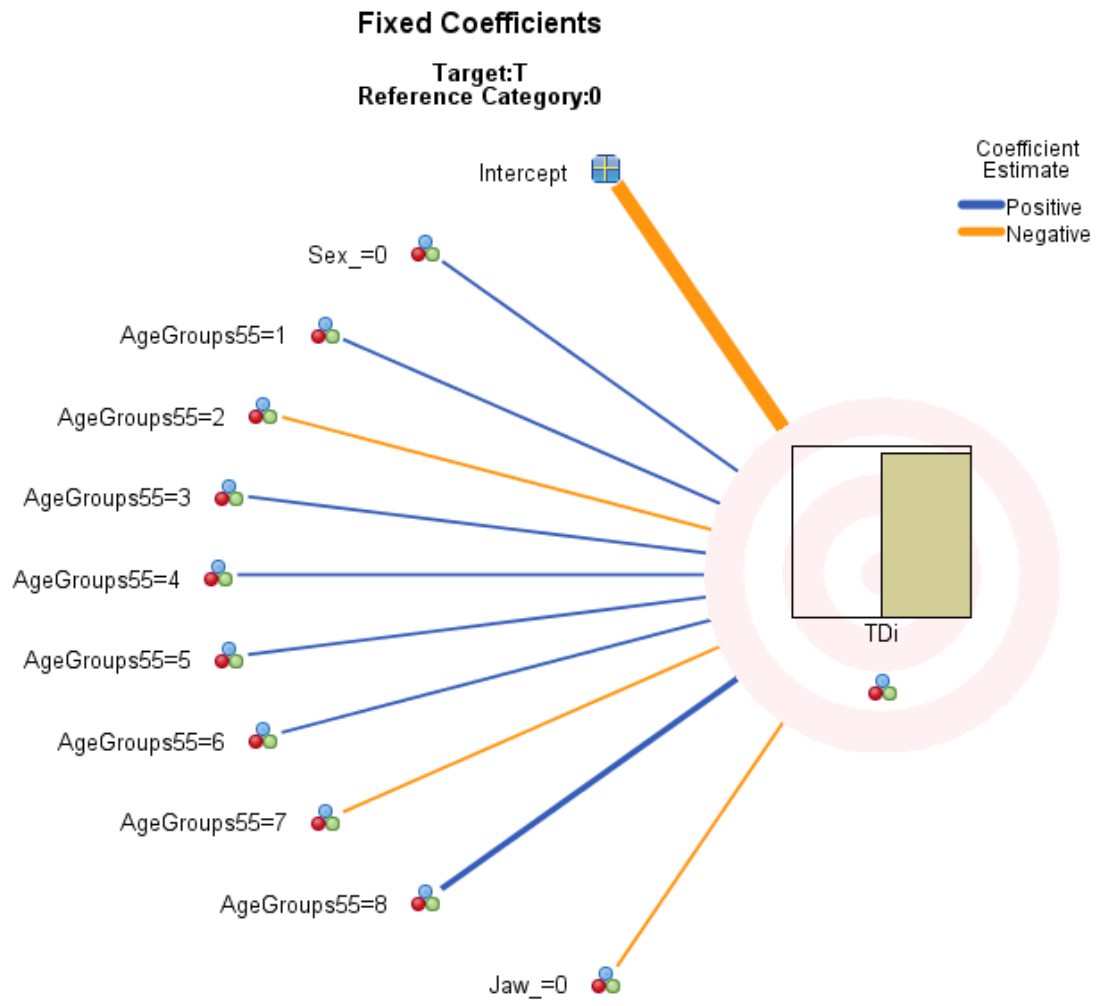 Fixed Coefficients
Target:T
Reference Category:0
Coefficient
Estimate
Positive
Negative
Intercept
Sex_=0
AgeGroups55=1
AgeGroups55=2
AgeGroups55=3
AgeGroups55=4
AgeGroups55=5
AgeGroups55=6
AgeGroups55=7
AgeGroups55=8
Jaw_=0
TDi